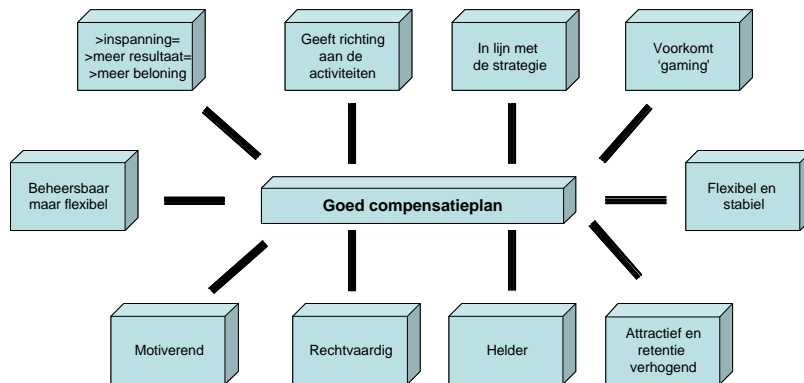 >inspanning=
>meer resultaat=
>meer beloning
Geeft richting
aan de
activiteiten
In lijn met
de strategie
Voorkomt
‘gaming’
Beheersbaar
maar flexibel
Goed compensatieplan
Flexibel en
stabiel
Motiverend
Rechtvaardig
Helder
Attractief en
retentie
verhogend